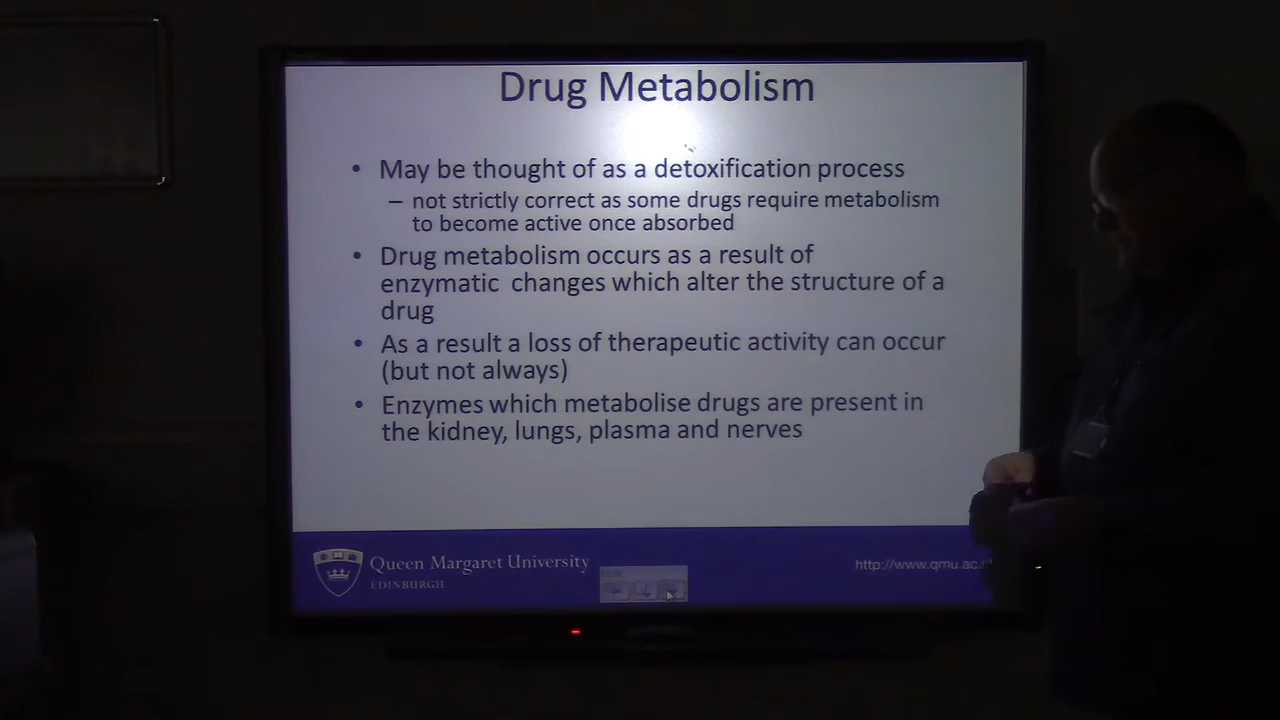 Drug Metabolism
• May be thought of as a detoxification process
– not strictly correct as some drugs require metabolism
to become active once absorbed
• Drug metabolism occurs as a result of
enzymatic changes which alter the structure of a
drug
• As a result a loss of therapeutic activity can occur
(but not always)
• Enzymes which metabolise drugs are present in
the kidney, lungs, plasma and nerves
Queen Margaret University
EDINBURGH
http://www.qmu.ac.u